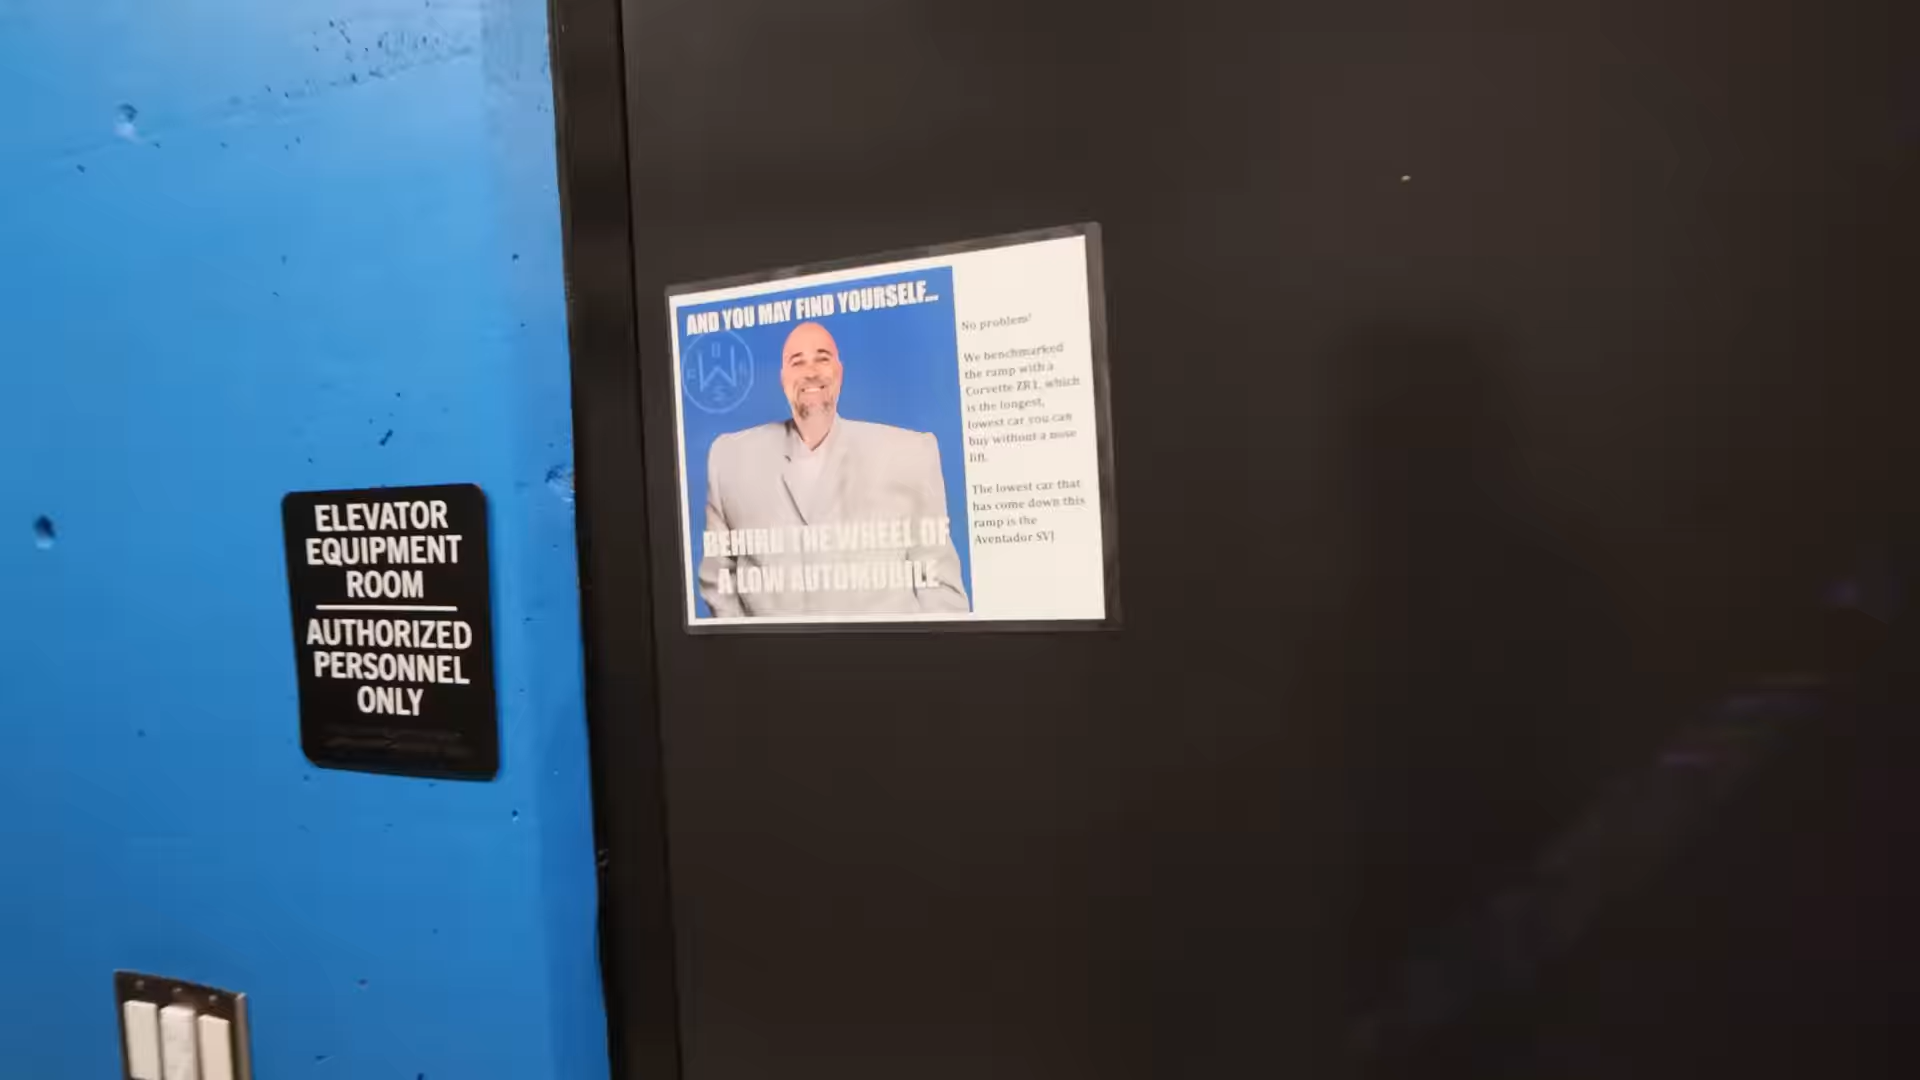 ELEVATOR
EQUIPMENT
ROOM
AUTHORIZED
PERSONNEL
ONLY
AND YOU MAY FIND YOURSELF...
BEHIND THE WHEEL OF
A LOW AUTOMOBILE
No problem!
We benchmarked
the ramp with a
Corvette ZR1, which
is the longest,
lowest car you can
buy without a nose
lift.
The lowest car that
has come down this
ramp is the
Aventador SVJ